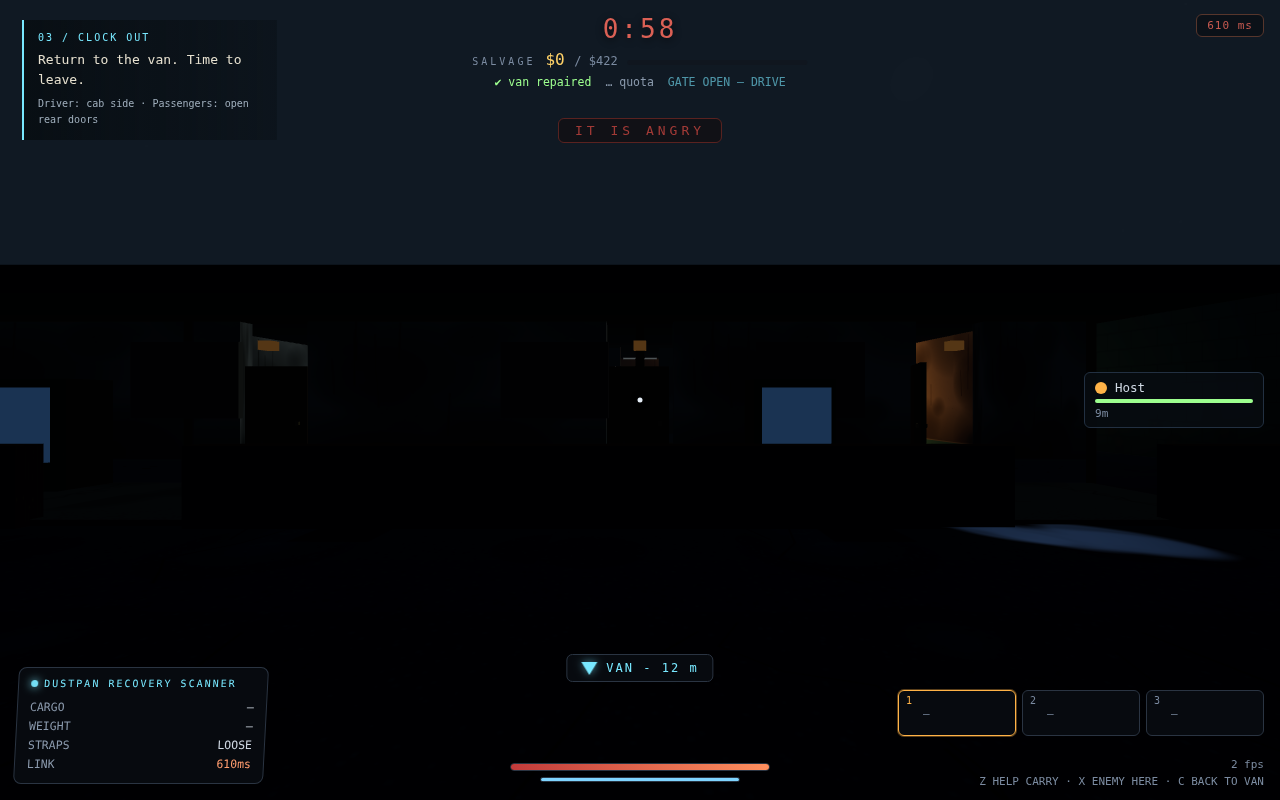 03 / CLOCK OUT
Return to the van. Time to
leave.
Driver: cab side · Passengers: open
rear doors
0:58
SALVAGE $0 / $422
✔ van repaired … quota GATE OPEN — DRIVE
IT IS ANGRY
610 ms
Host
9m
VAN - 12 m
DUSTPAN RECOVERY SCANNER
CARGO —
WEIGHT —
STRAPS LOOSE
LINK 610ms
1 —
2 —
3 —
2 fps
Z HELP CARRY · X ENEMY HERE · C BACK TO VAN